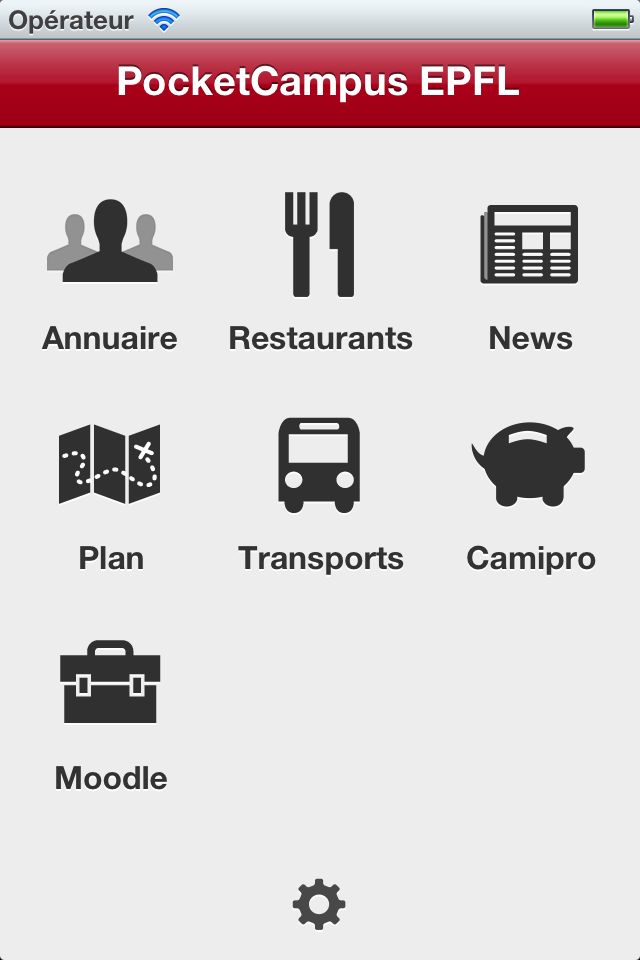 Opérateur
PocketCampus EPFL
Annuaire
Restaurants
News
Plan
Transports
Camipro
Moodle